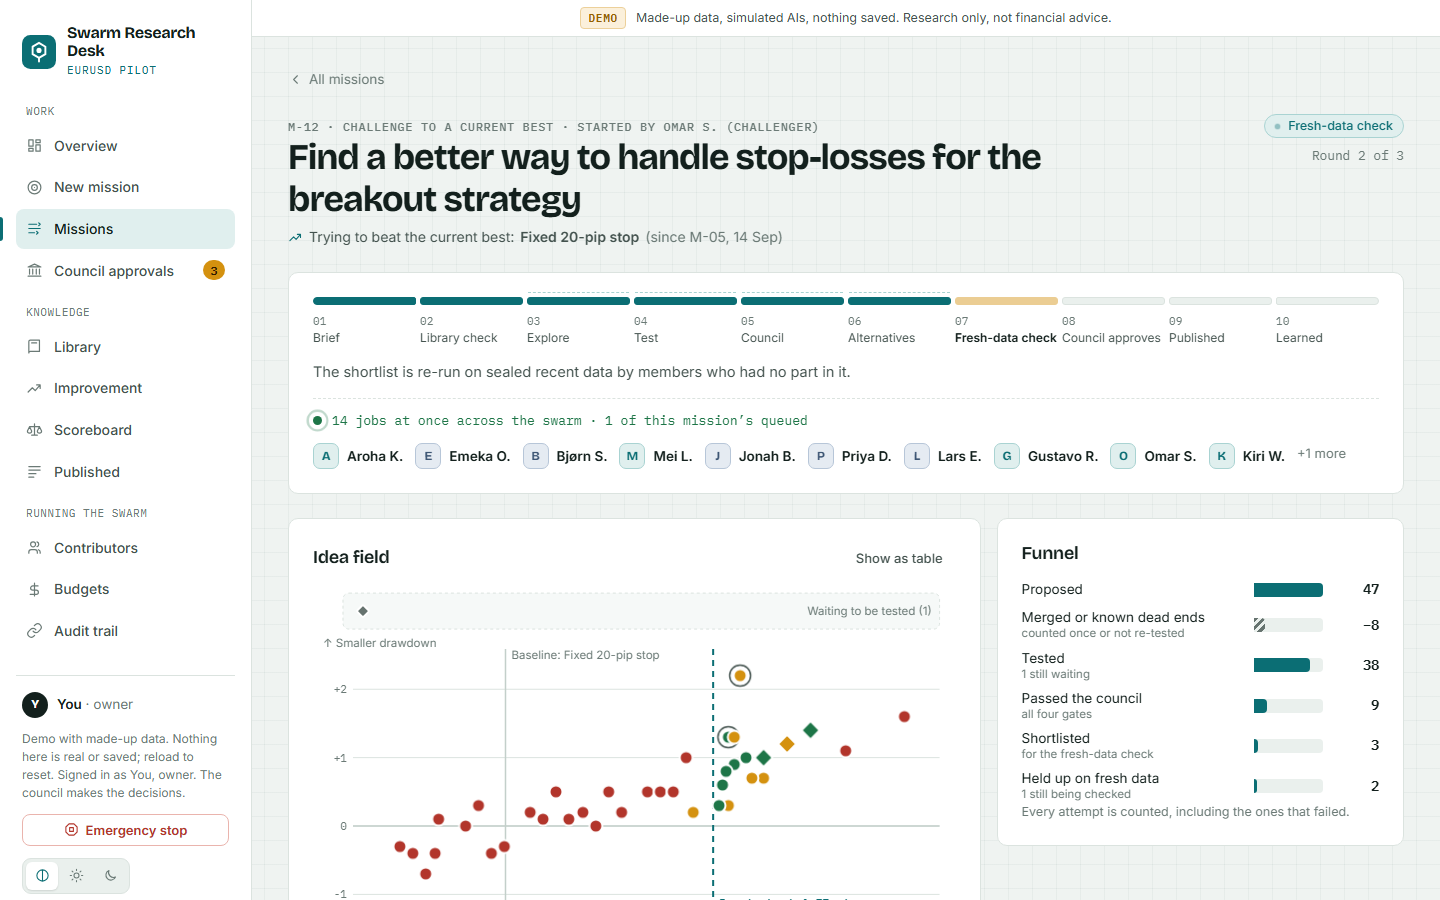 Swarm Research
Desk
EURUSD PILOT
WORK
Overview
New mission
Missions
Council approvals 3
KNOWLEDGE
Library
Improvement
Scoreboard
Published
RUNNING THE SWARM
Contributors
Budgets
Audit trail
Y You · owner
Demo with made-up data. Nothing
here is real or saved; reload to
reset. Signed in as You, owner. The
council makes the decisions.
Emergency stop
DEMO Made-up data, simulated AIs, nothing saved. Research only, not financial advice.
All missions
M-12 · CHALLENGE TO A CURRENT BEST · STARTED BY OMAR S. (CHALLENGER)
Find a better way to handle stop-losses for the
breakout strategy
Trying to beat the current best: Fixed 20-pip stop (since M-05, 14 Sep)
Fresh-data check
Round 2 of 3
01 02 03 04 05 06 07 08 09 10
Brief Library check Explore Test Council Alternatives Fresh-data check Council approves Published Learned
The shortlist is re-run on sealed recent data by members who had no part in it.
14 jobs at once across the swarm · 1 of this mission’s queued
A Aroha K. E Emeka O. B Bjørn S. M Mei L. J Jonah B. P Priya D. L Lars E. G Gustavo R. O Omar S. K Kiri W. +1 more
Idea field
Show as table
Waiting to be tested (1)
↑ Smaller drawdown
Baseline: Fixed 20-pip stop
+2
+1
0
-1
Funnel
Proposed 47
Merged or known dead ends −8
counted once or not re-tested
Tested 38
1 still waiting
Passed the council 9
all four gates
Shortlisted 3
for the fresh-data check
Held up on fresh data 2
1 still being checked
Every attempt is counted, including the ones that failed.